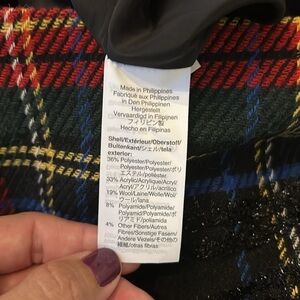 Made in Philippines
Fabriqué aux Philippines
in Den Philippinen
Hergestellt
Vervaardigd in Filipijnen
フィリピン製
Hecho en Filipinas
Shell/Extérieur/Oberstoff/
Buitenkant/シェル/tela
exterior:
36% Polyester/Polyester/
Polyester/Polyester/ポリ
エステル/poliéster
33% Acrylic/Acrylique/Acryl/
Acryl/アクリル/acrílico
19% Wool/Laine/Wolle/Wol/
ウール/lana
8% Polyamide/Polyamide/
Polyamid/Polyamide/ポ
リアミド/poliamida
4% Other Fibers/Autres
Fibres/Sonstige Fasern/
Andere Vezels/その他の
繊維/otras fibras